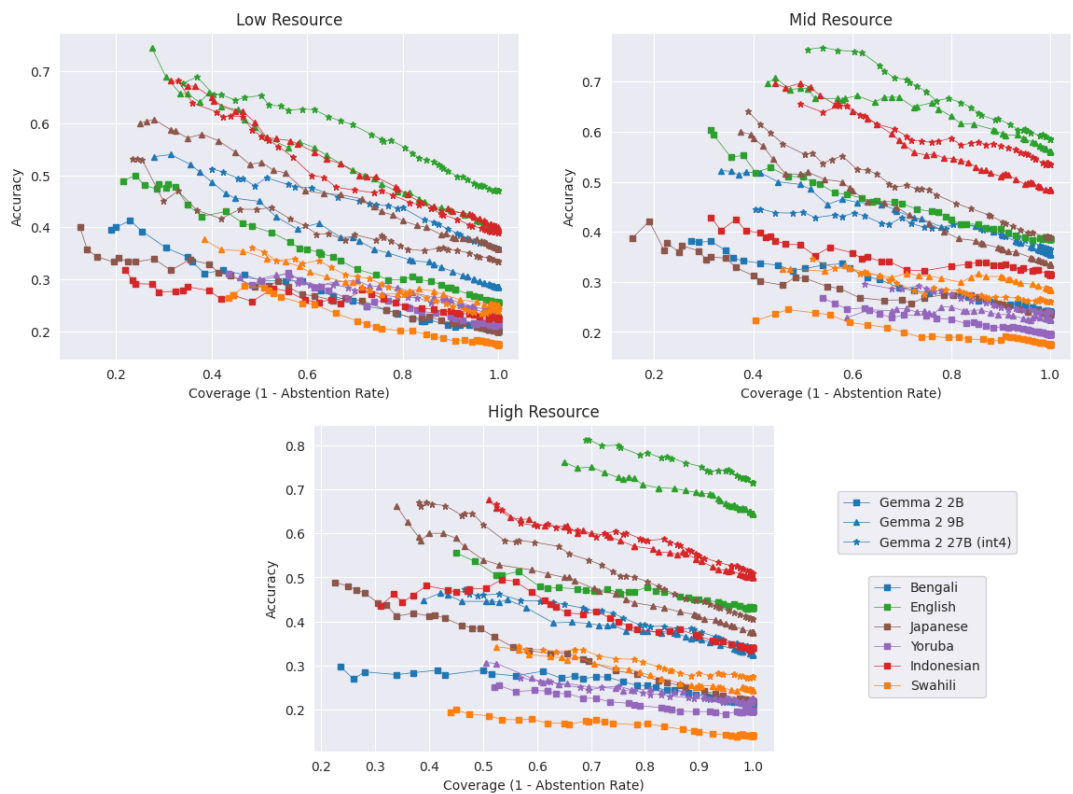 Low Resource
Accuracy
0.7
0.6
0.5
0.4
0.3
0.2
0.2 0.4 0.6 0.8 1.0
Coverage (1 - Abstention Rate)
Mid Resource
Accuracy
0.7
0.6
0.5
0.4
0.3
0.2
0.2 0.4 0.6 0.8 1.0
Coverage (1 - Abstention Rate)
High Resource
Accuracy
0.8
0.7
0.6
0.5
0.4
0.3
0.2
0.2 0.3 0.4 0.5 0.6 0.7 0.8 0.9 1.0
Coverage (1 - Abstention Rate)
Gemma 2 2B
Gemma 2 9B
Gemma 2 27B (int4)
Bengali
English
Japanese
Yoruba
Indonesian
Swahili